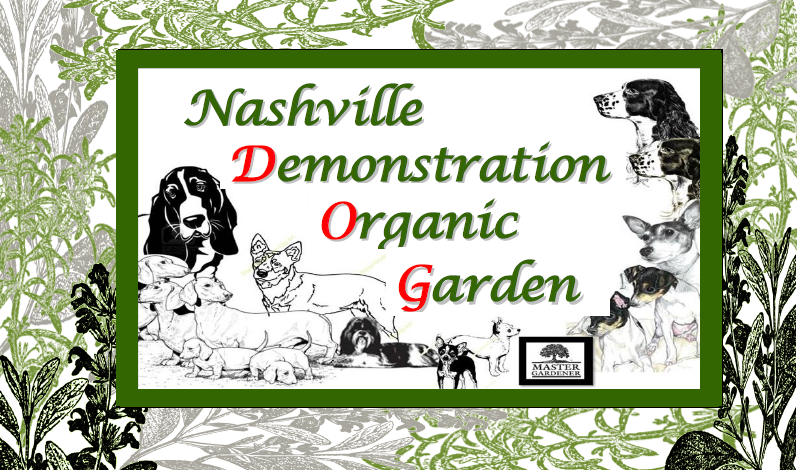 Nashville
Demonstration
Organic
Garden
MASTER
GARDENER